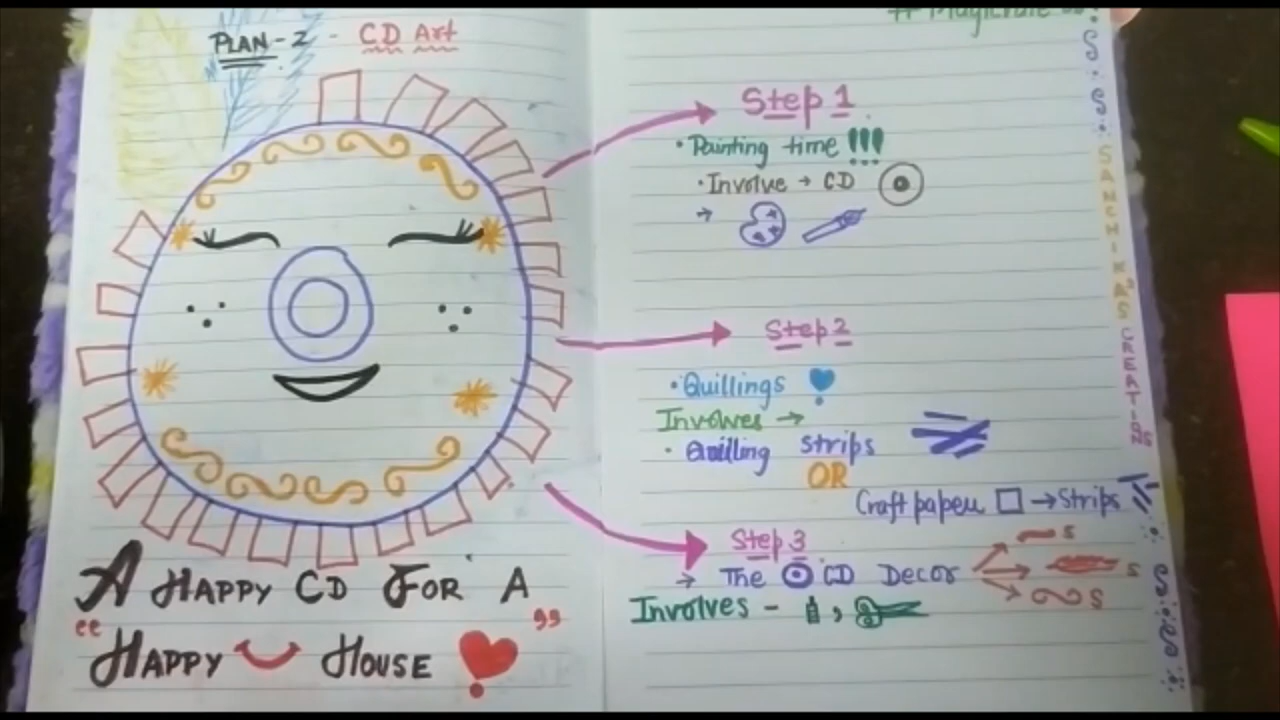 PLAN-2 - CD Art
A HAPPY CD FOR A
"HAPPY HOUSE"
Step 1
• Painting time !!!
• Involve → CD
Step 2
• Quillings
Involves →
• Quilling strips
OR
Craft paper → Strips
Step 3
→ The CD Decor
s
s
s
Involves - ,
SANCHIKA'S CREATIONS